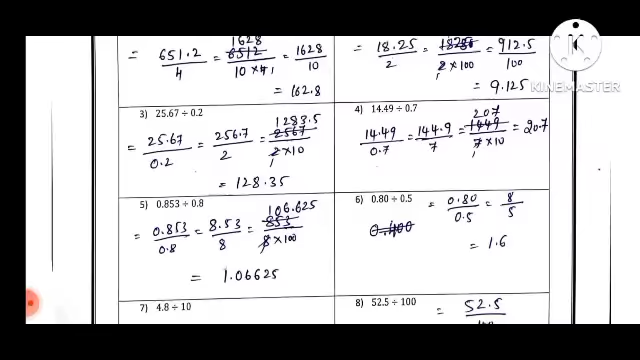 1628
= 651.2/4 = 6512/(10×4) = 1628/10
= 162.8
= 18.25/2 = 1825/(2×100) = 912.5/100
= 9.125
KINEMASTER
3) 25.67 ÷ 0.2
1283.5
= 25.67/0.2 = 256.7/2 = 2567/(2×10)
= 128.35
4) 14.49 ÷ 0.7
207
14.49/0.7 = 144.9/7 = 1449/(7×10) = 20.7
5) 0.853 ÷ 0.8
106.625
= 0.853/0.8 = 8.53/8 = 853/(8×100)
= 1.06625
6) 0.80 ÷ 0.5
= 0.80/0.5 = 8/5
0.400
= 1.6
7) 4.8 ÷ 10
8) 52.5 ÷ 100
= 52.5